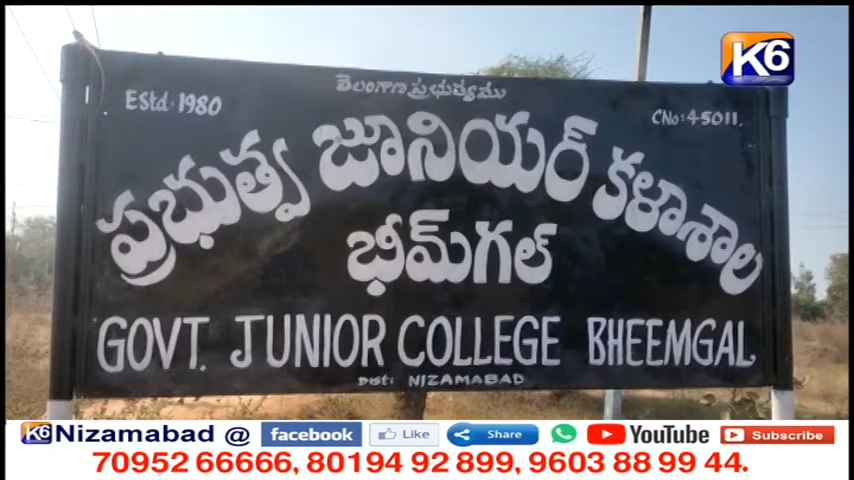 K6
తెలంగాణ ప్రభుత్వము
Estd: 1980
CNo: 45011.
ప్రభుత్వ జూనియర్ కళాశాల
భీమ్‌గల్
GOVT. JUNIOR COLLEGE BHEEMGAL
Dist: NIZAMABAD
K6 Nizamabad @ facebook Like Share YouTube Subscribe
70952 66666, 80194 92 899, 9603 88 99 44.